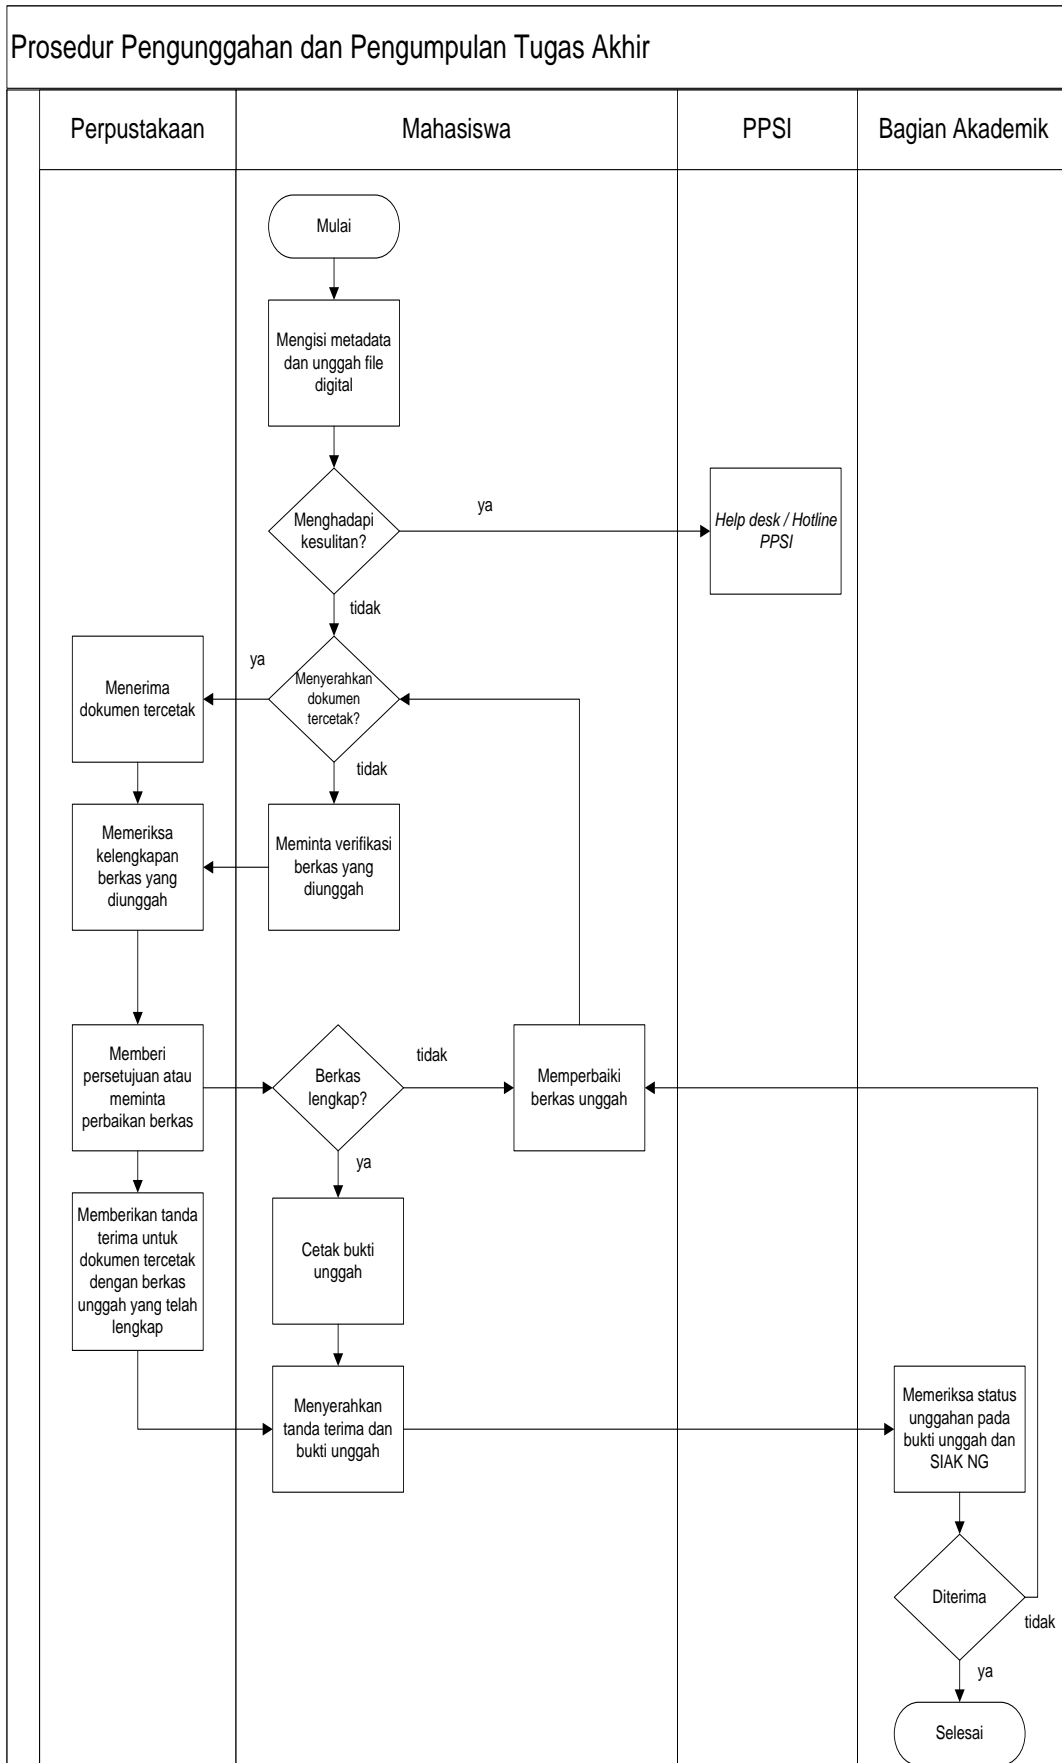 Prosedur Pengunggahan dan Pengumpulan Tugas Akhir
Perpustakaan
Mahasiswa
PPSI
Bagian Akademik
Mulai
Mengisi metadata
dan unggah file
digital
Menghadapi
kesulitan?
ya
Help desk / Hotline
PPSI
tidak
Menyerahkan
dokumen
tercetak?
ya
Menerima
dokumen tercetak
tidak
Memeriksa
kelengkapan
berkas yang
diunggah
Meminta verifikasi
berkas yang
diunggah
Memberi
persetujuan atau
meminta
perbaikan berkas
Berkas
lengkap?
tidak
Memperbaiki
berkas unggah
ya
Memberikan tanda
terima untuk
dokumen tercetak
dengan berkas
unggah yang telah
lengkap
Cetak bukti
unggah
Menyerahkan
tanda terima dan
bukti unggah
Memeriksa status
unggahan pada
bukti unggah dan
SIAK NG
Diterima
tidak
ya
Selesai